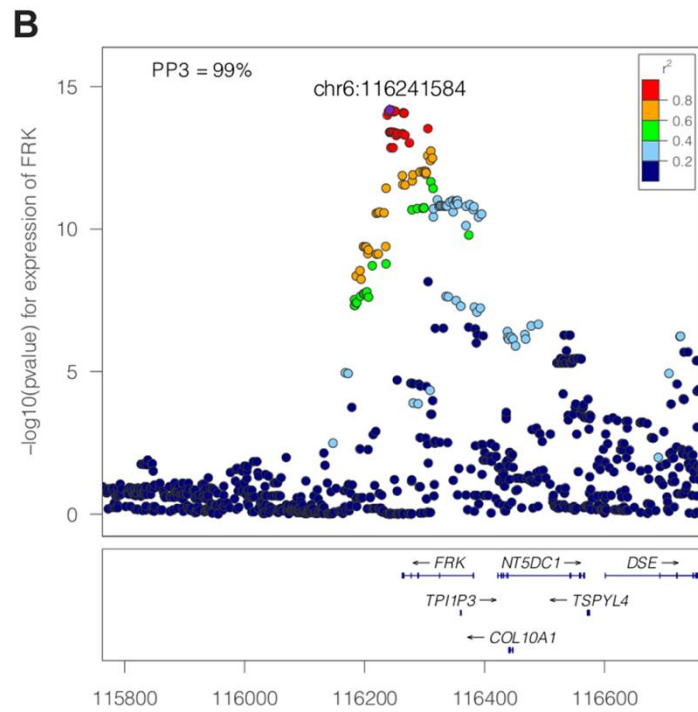 B
PP3 = 99%
chr6:116241584
r2
0.8
0.6
0.4
0.2
−log10(pvalue) for expression of FRK
15
10
5
0
← FRK
NT5DC1 →
DSE →
TPI1P3 →
← TSPYL4
← COL10A1
115800
116000
116200
116400
116600